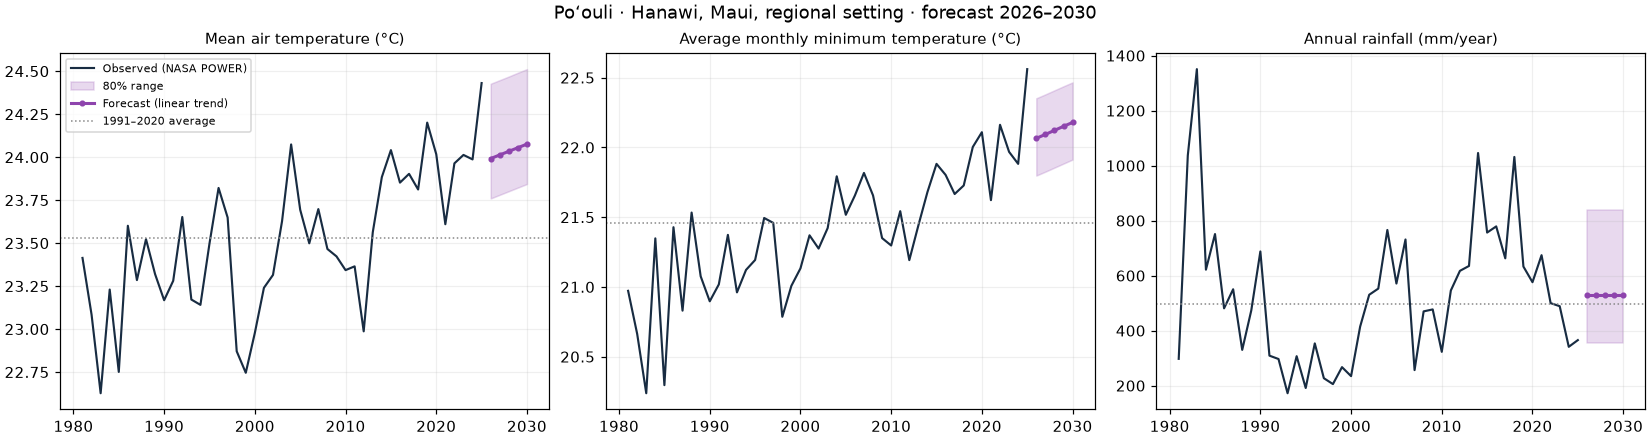 Poʻouli · Hanawi, Maui, regional setting · forecast 2026–2030
Mean air temperature (°C)
24.50
24.25
24.00
23.75
23.50
23.25
23.00
22.75
Observed (NASA POWER)
80% range
Forecast (linear trend)
1991–2020 average
1980 1990 2000 2010 2020 2030
Average monthly minimum temperature (°C)
22.5
22.0
21.5
21.0
20.5
1980 1990 2000 2010 2020 2030
Annual rainfall (mm/year)
1400
1200
1000
800
600
400
200
1980 1990 2000 2010 2020 2030